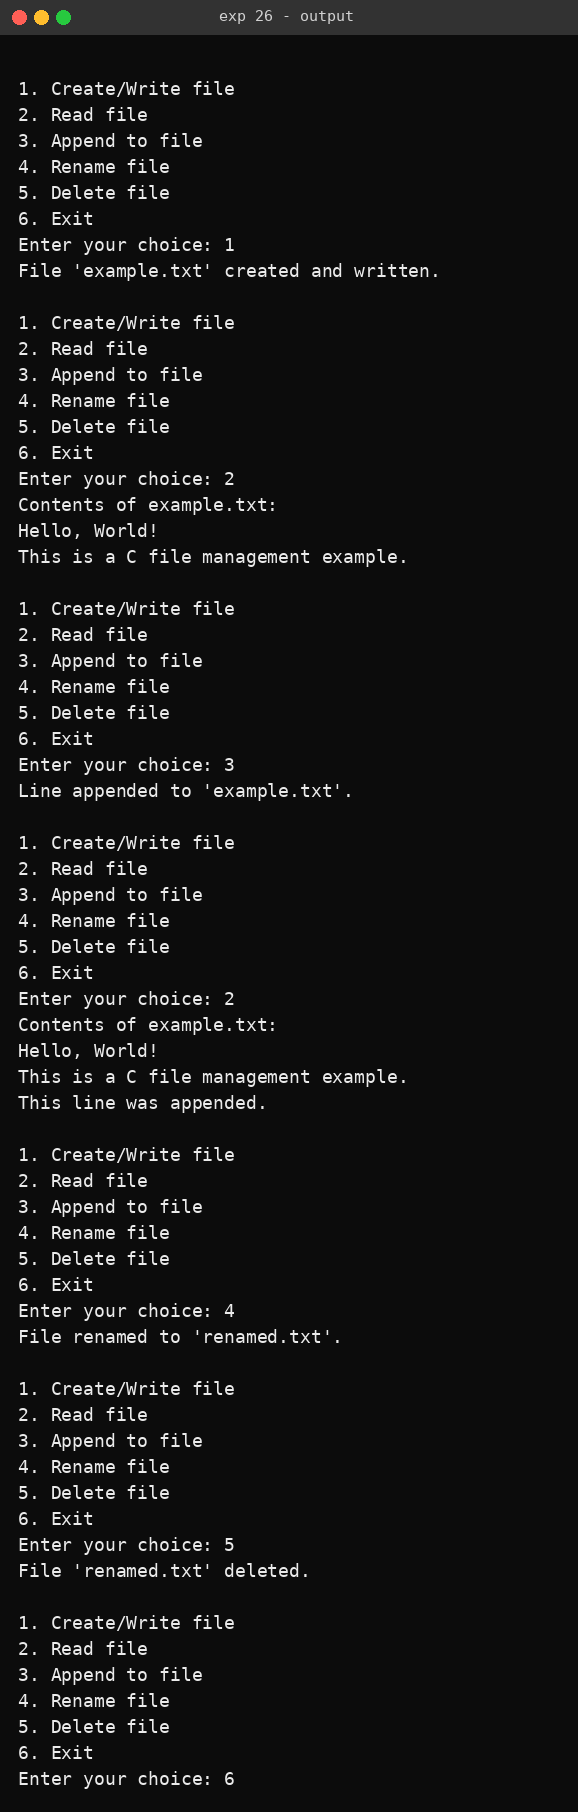 exp 26 - output
1. Create/Write file
2. Read file
3. Append to file
4. Rename file
5. Delete file
6. Exit
Enter your choice: 1
File 'example.txt' created and written.
1. Create/Write file
2. Read file
3. Append to file
4. Rename file
5. Delete file
6. Exit
Enter your choice: 2
Contents of example.txt:
Hello, World!
This is a C file management example.
1. Create/Write file
2. Read file
3. Append to file
4. Rename file
5. Delete file
6. Exit
Enter your choice: 3
Line appended to 'example.txt'.
1. Create/Write file
2. Read file
3. Append to file
4. Rename file
5. Delete file
6. Exit
Enter your choice: 2
Contents of example.txt:
Hello, World!
This is a C file management example.
This line was appended.
1. Create/Write file
2. Read file
3. Append to file
4. Rename file
5. Delete file
6. Exit
Enter your choice: 4
File renamed to 'renamed.txt'.
1. Create/Write file
2. Read file
3. Append to file
4. Rename file
5. Delete file
6. Exit
Enter your choice: 5
File 'renamed.txt' deleted.
1. Create/Write file
2. Read file
3. Append to file
4. Rename file
5. Delete file
6. Exit
Enter your choice: 6